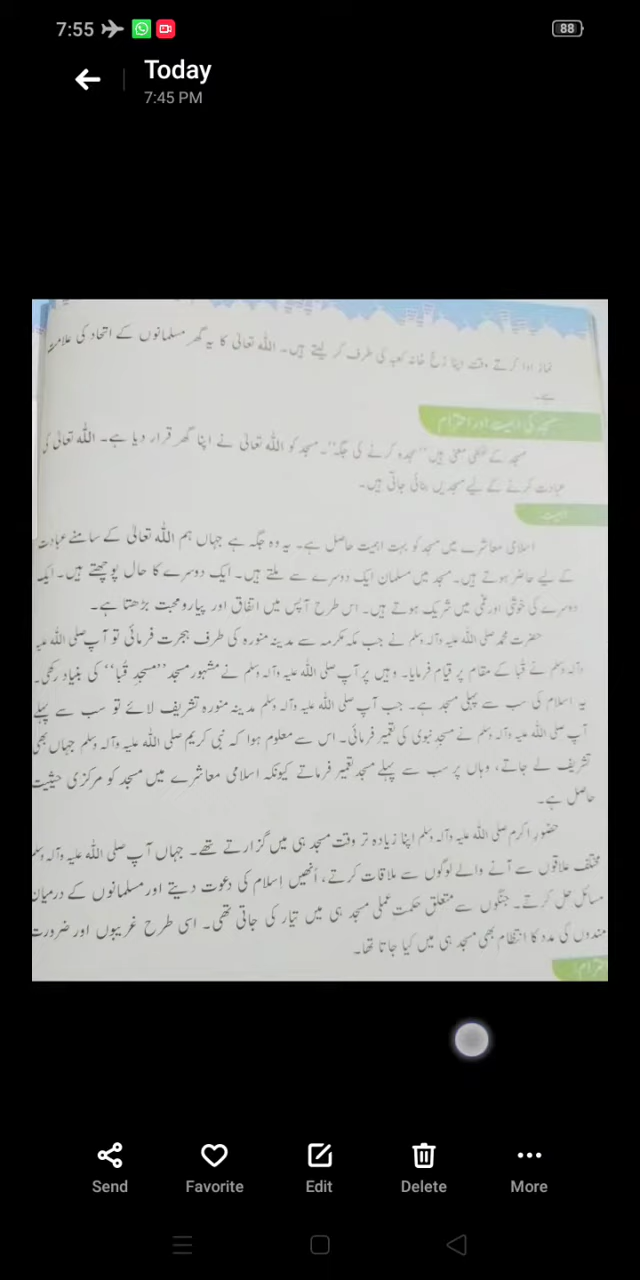 7:55
88
Today
7:45 PM
نماز ادا کرتے وقت اپنا رُخ خانہ کعبہ کی طرف کر لیتے ہیں۔ اللہ تعالیٰ کا یہ گھر مسلمانوں کے اتحاد کی علامت
ہے۔
مسجد کی اہمیت اور احترام
مسجد کے لفظی معنی ہیں "سجدہ کرنے کی جگہ"۔ مسجد کو اللہ تعالیٰ نے اپنا گھر قرار دیا ہے۔ اللہ تعالیٰ کی
عبادت کرنے کے لیے مسجدیں بنائی جاتی ہیں۔
اہمیت
اسلامی معاشرے میں مسجد کو بہت اہمیت حاصل ہے۔ یہ وہ جگہ ہے جہاں ہم اللہ تعالیٰ کے سامنے عبادت
کے لیے حاضر ہوتے ہیں۔ مسجد میں مسلمان ایک دوسرے سے ملتے ہیں۔ ایک دوسرے کا حال پوچھتے ہیں۔ ایک
دوسرے کی خوشی اور غمی میں شریک ہوتے ہیں۔ اس طرح آپس میں اتفاق اور پیار و محبت بڑھتا ہے۔
حضرت محمد صلی اللہ علیہ وآلہ وسلم نے جب مکہ مکرمہ سے مدینہ منورہ کی طرف ہجرت فرمائی تو آپ صلی اللہ علیہ
وآلہ وسلم نے قُبا کے مقام پر قیام فرمایا۔ وہیں پر آپ صلی اللہ علیہ وآلہ وسلم نے مشہور مسجد "مسجدِ قُبا" کی بنیاد رکھی۔
یہ اسلام کی سب سے پہلی مسجد ہے۔ جب آپ صلی اللہ علیہ وآلہ وسلم مدینہ منورہ تشریف لائے تو سب سے پہلے
آپ صلی اللہ علیہ وآلہ وسلم نے مسجدِ نبوی کی تعمیر فرمائی۔ اس سے معلوم ہوا کہ نبی کریم صلی اللہ علیہ وآلہ وسلم جہاں بھی
تشریف لے جاتے، وہاں پر سب سے پہلے مسجد تعمیر فرماتے کیونکہ اسلامی معاشرے میں مسجد کو مرکزی حیثیت
حاصل ہے۔
حضورِ اکرم صلی اللہ علیہ وآلہ وسلم اپنا زیادہ تر وقت مسجد ہی میں گزارتے تھے۔ جہاں آپ صلی اللہ علیہ وآلہ وسلم
مختلف علاقوں سے آنے والے لوگوں سے ملاقات کرتے، اُنھیں اِسلام کی دعوت دیتے اور مسلمانوں کے درمیان
مسائل حل کرتے۔ جنگوں سے متعلق حکمتِ عملی مسجد ہی میں تیار کی جاتی تھی۔ اسی طرح غریبوں اور ضرورت
مندوں کی مدد کا انتظام بھی مسجد ہی میں کیا جاتا تھا۔
احترام
Send
Favorite
Edit
Delete
More